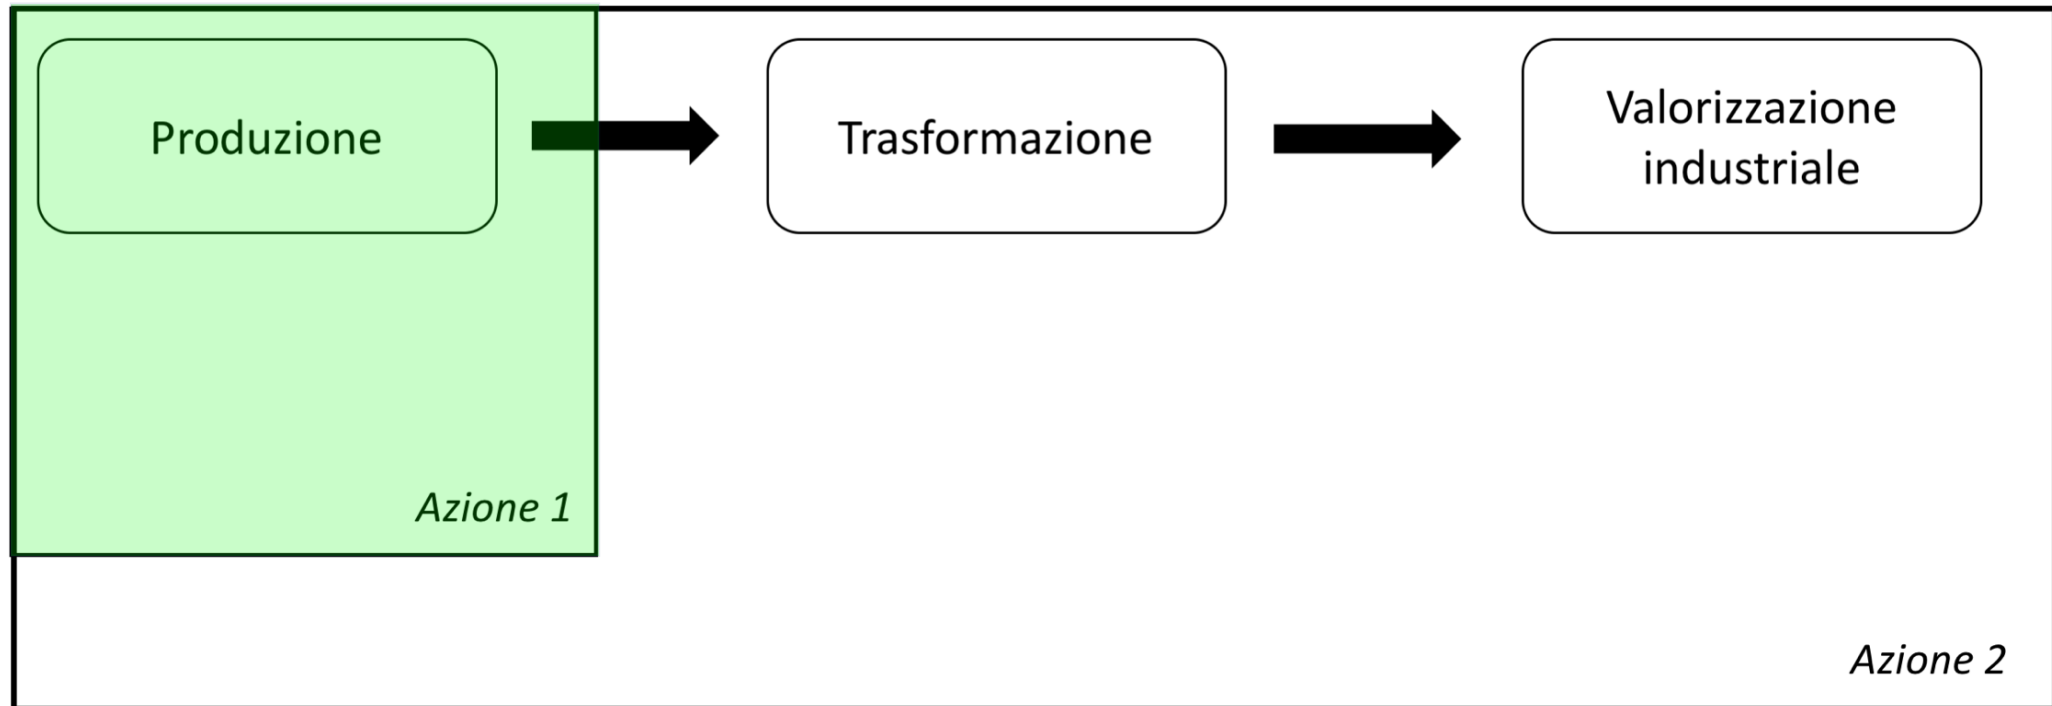 Produzione
Trasformazione
Valorizzazione
industriale
Azione 1
Azione 2